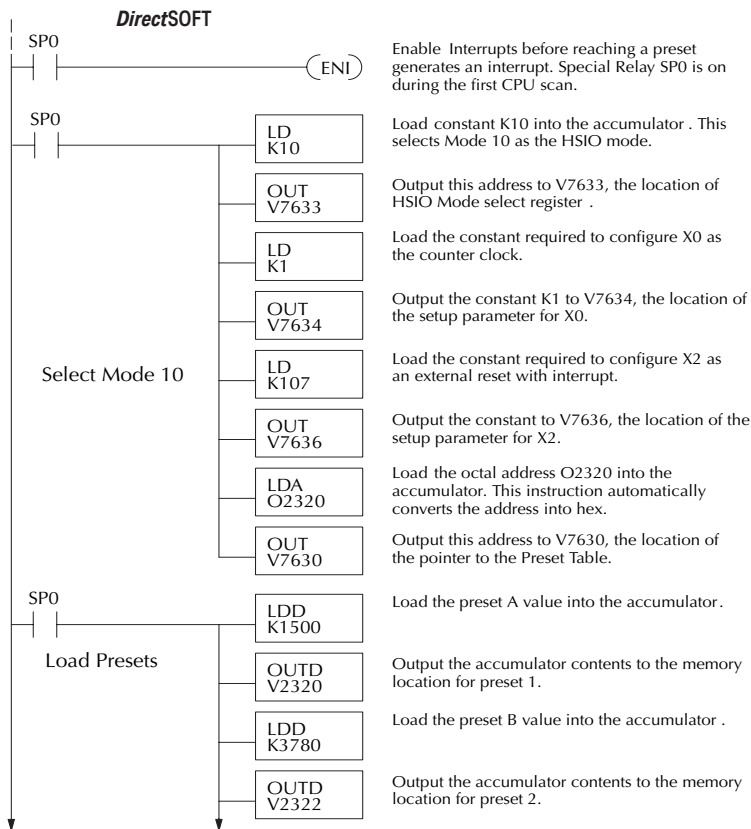 DirectSOFT
SP0
ENI
Enable Interrupts before reaching a preset
generates an interrupt. Special Relay SP0 is on
during the first CPU scan.
SP0
LD
K10
Load constant K10 into the accumulator . This
selects Mode 10 as the HSIO mode.
OUT
V7633
Output this address to V7633, the location of
HSIO Mode select register .
LD
K1
Load the constant required to configure X0 as
the counter clock.
OUT
V7634
Output the constant K1 to V7634, the location of
the setup parameter for X0.
Select Mode 10
LD
K107
Load the constant required to configure X2 as
an external reset with interrupt.
OUT
V7636
Output the constant to V7636, the location of the
setup parameter for X2.
LDA
O2320
Load the octal address O2320 into the
accumulator. This instruction automatically
converts the address into hex.
OUT
V7630
Output this address to V7630, the location of
the pointer to the Preset Table.
SP0
Load Presets
LDD
K1500
Load the preset A value into the accumulator.
OUTD
V2320
Output the accumulator contents to the memory
location for preset 1.
LDD
K3780
Load the preset B value into the accumulator .
OUTD
V2322
Output the accumulator contents to the memory
location for preset 2.